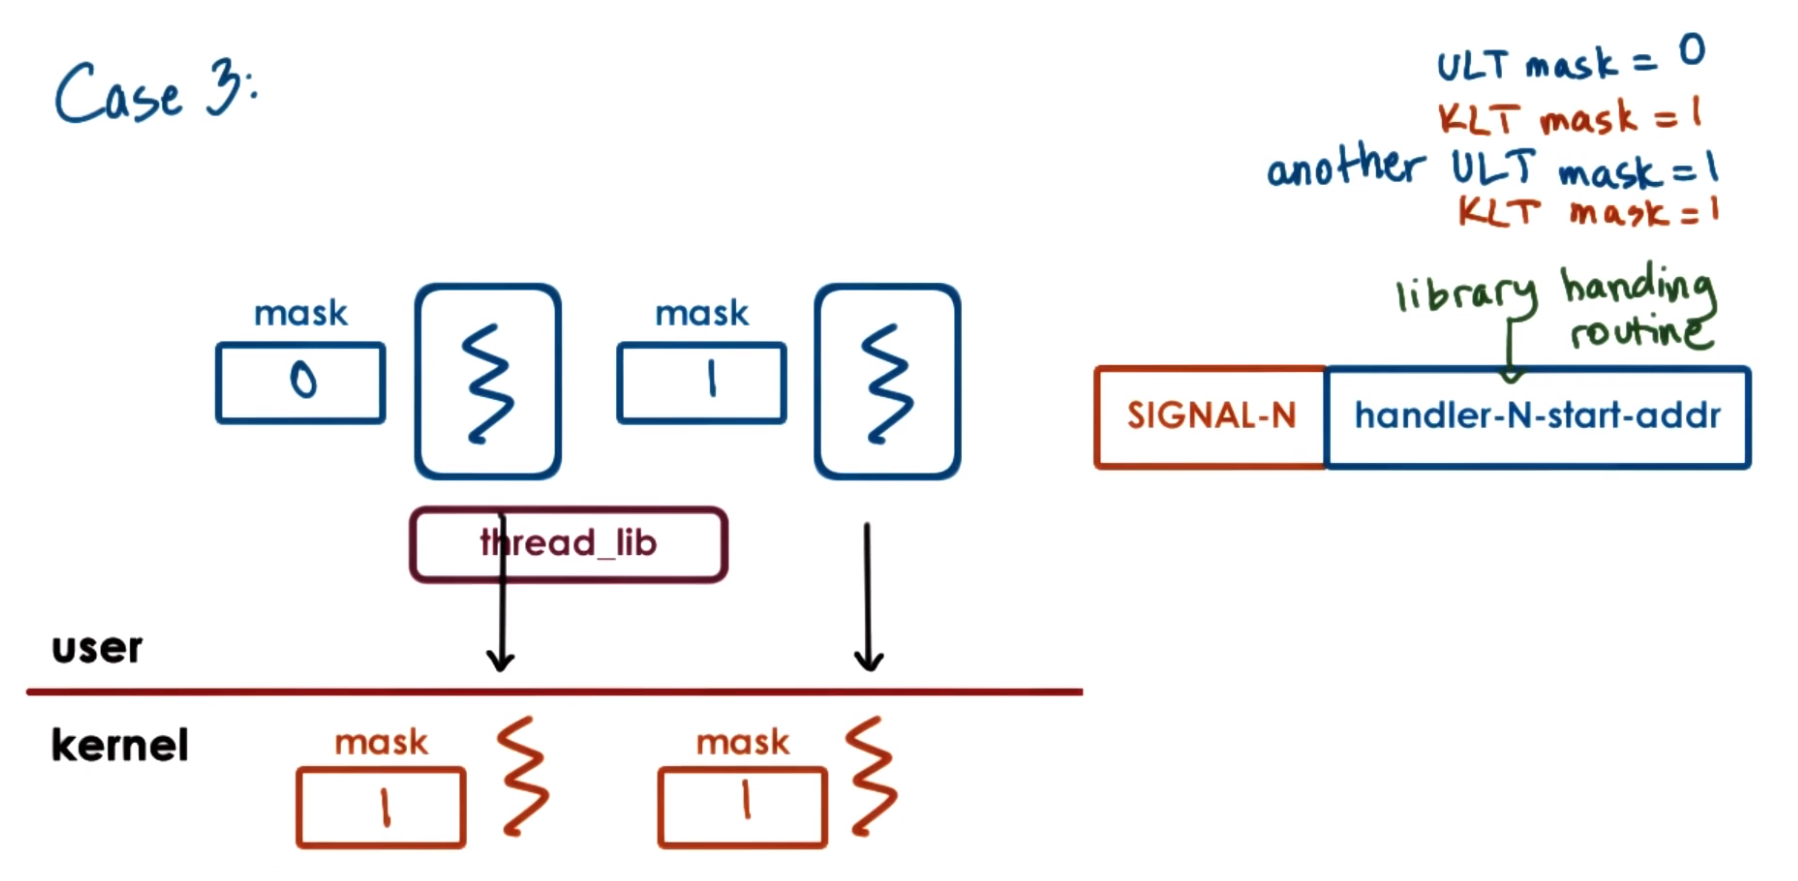 Case 3:
ULT mask = 0
KLT mask = 1
another ULT mask = 1
KLT mask = 1
library handing
routine
mask
mask
0
1
SIGNAL-N
handler-N-start-addr
thread_lib
user
kernel
mask
mask
1
1